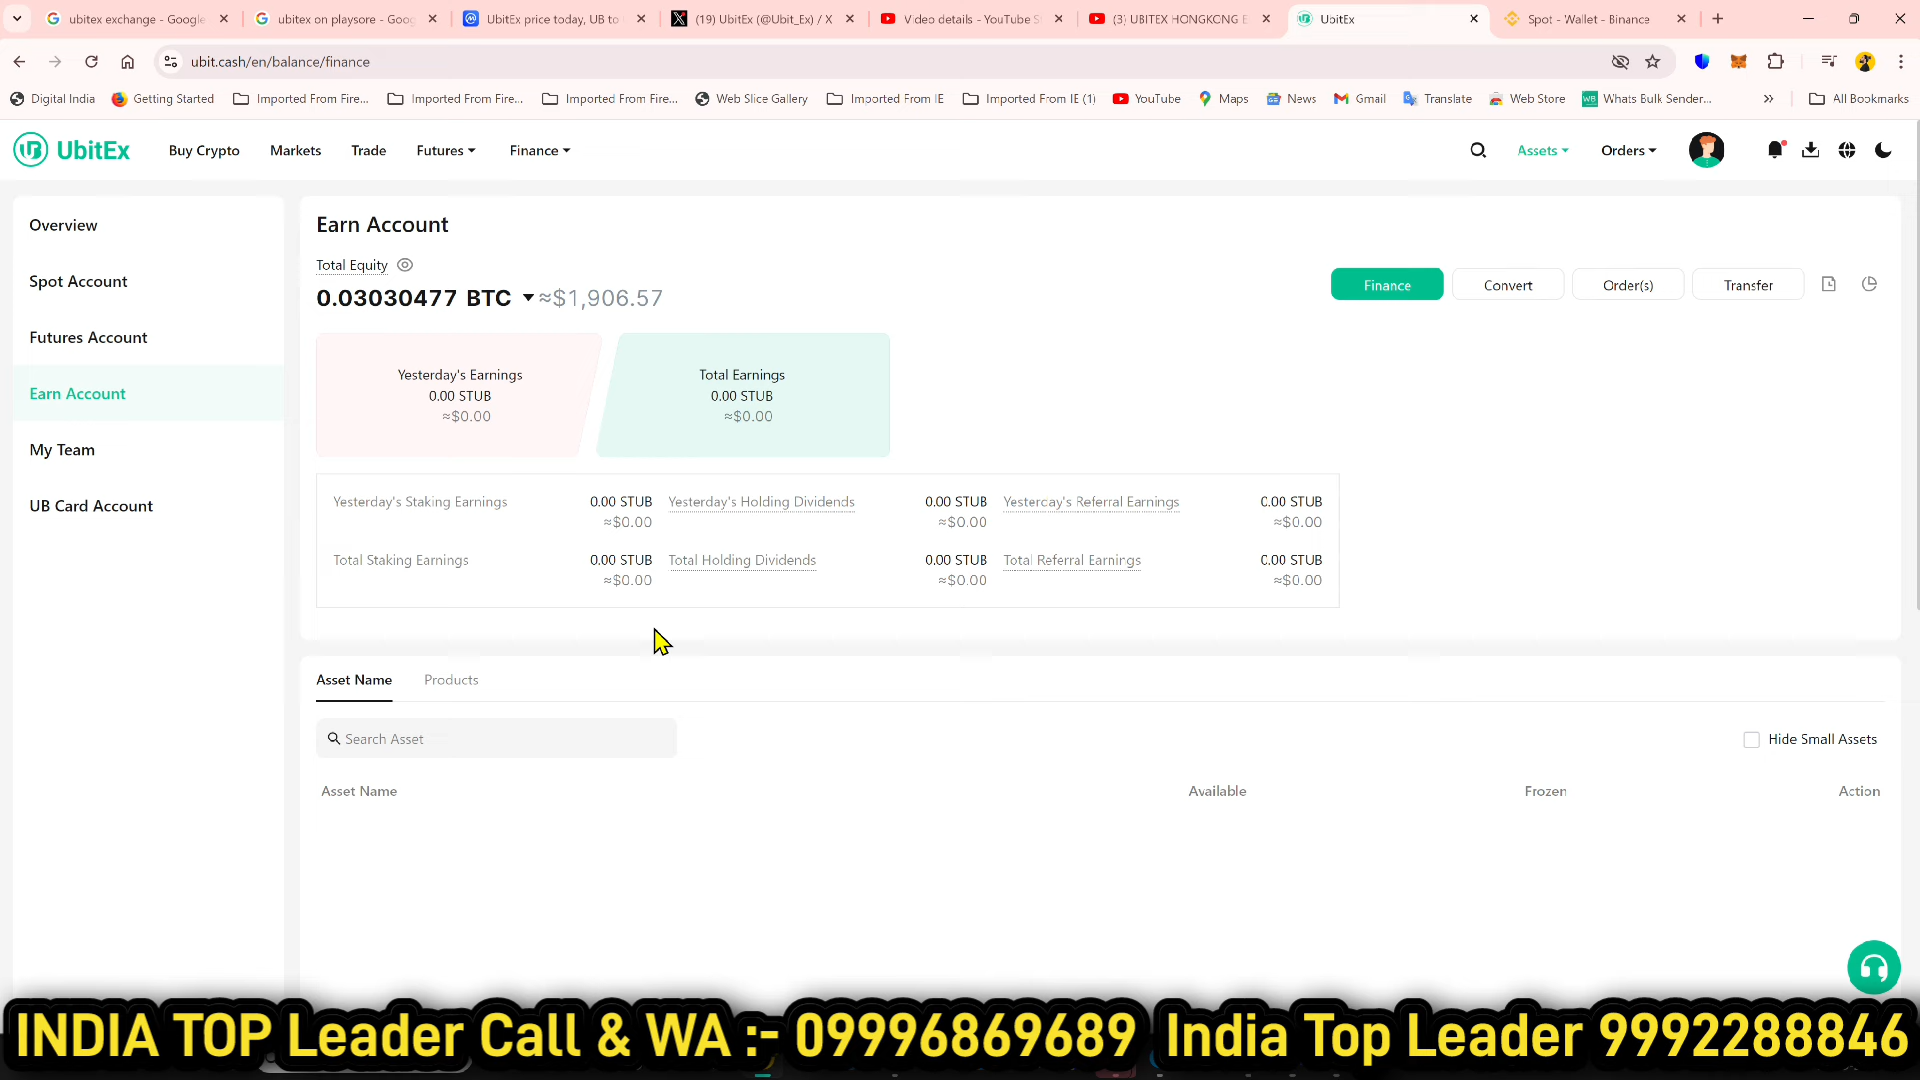 ubitex exchange - Google
ubitex on playsore - Goog
UbitEx price today, UB to
(19) UbitEx (@Ubit_Ex) / X
Video details - YouTube S
(3) UBITEX HONGKONG E
UbitEx
Spot - Wallet - Binance
ubit.cash/en/balance/finance
Digital India
Getting Started
Imported From Fire...
Imported From Fire...
Imported From Fire...
Web Slice Gallery
Imported From IE
Imported From IE (1)
YouTube
Maps
News
Gmail
Translate
Web Store
Whats Bulk Sender...
All Bookmarks
UbitEx
Buy Crypto
Markets
Trade
Futures
Finance
Assets
Orders
Overview
Spot Account
Futures Account
Earn Account
My Team
UB Card Account
Earn Account
Total Equity
0.03030477 BTC ≈$1,906.57
Finance
Convert
Order(s)
Transfer
Yesterday's Earnings
0.00 STUB
≈$0.00
Total Earnings
0.00 STUB
≈$0.00
Yesterday's Staking Earnings 0.00 STUB
≈$0.00
Yesterday's Holding Dividends 0.00 STUB
≈$0.00
Yesterday's Referral Earnings 0.00 STUB
≈$0.00
Total Staking Earnings 0.00 STUB
≈$0.00
Total Holding Dividends 0.00 STUB
≈$0.00
Total Referral Earnings 0.00 STUB
≈$0.00
Asset Name
Products
Search Asset
Hide Small Assets
Asset Name
Available
Frozen
Action
INDIA TOP Leader Call & WA :- 09996869689 India Top Leader 9992288846